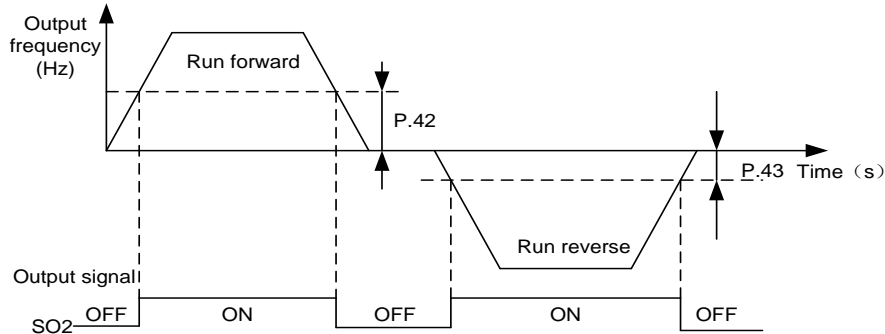 Output
frequency
(Hz)
Run forward
P.42
P.43
Time（s）
Run reverse
Output signal
SO2
OFF
ON
OFF
ON
OFF